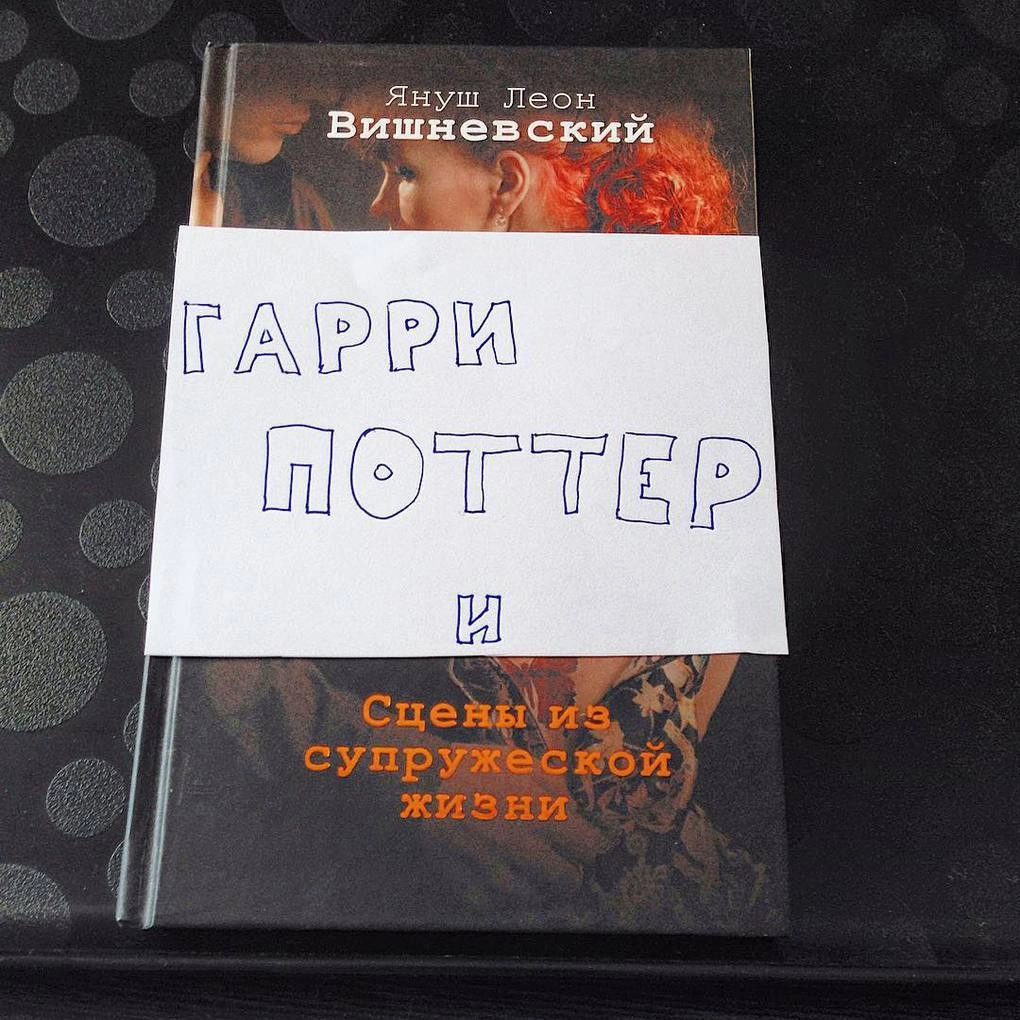 Януш Леон
Вишневский
ГАРРИ
ПОТТЕР
И
Сцены из
супружеской
жизни